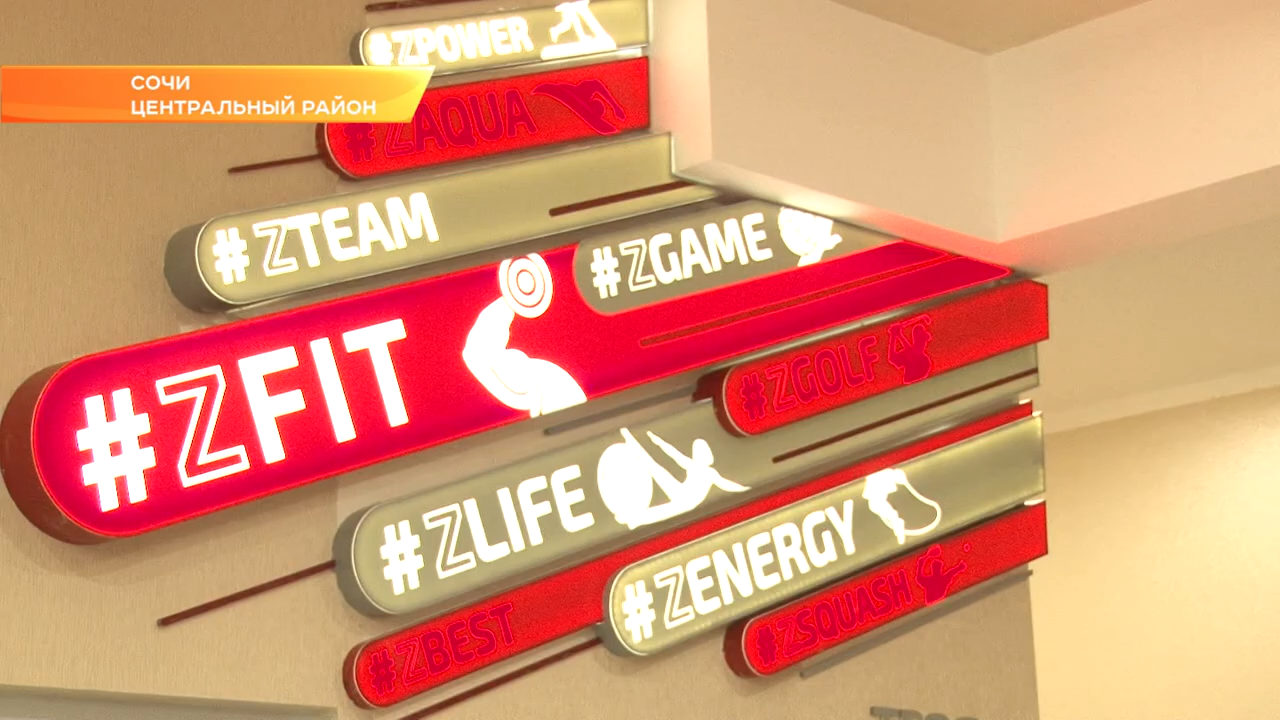 #ZPOWER
СОЧИ
ЦЕНТРАЛЬНЫЙ РАЙОН
#ZAQUA
#ZTEAM
#ZGAME
#ZFIT
#ZGOLF
#ZLIFE
#ZENERGY
#ZBEST
#ZSQUASH